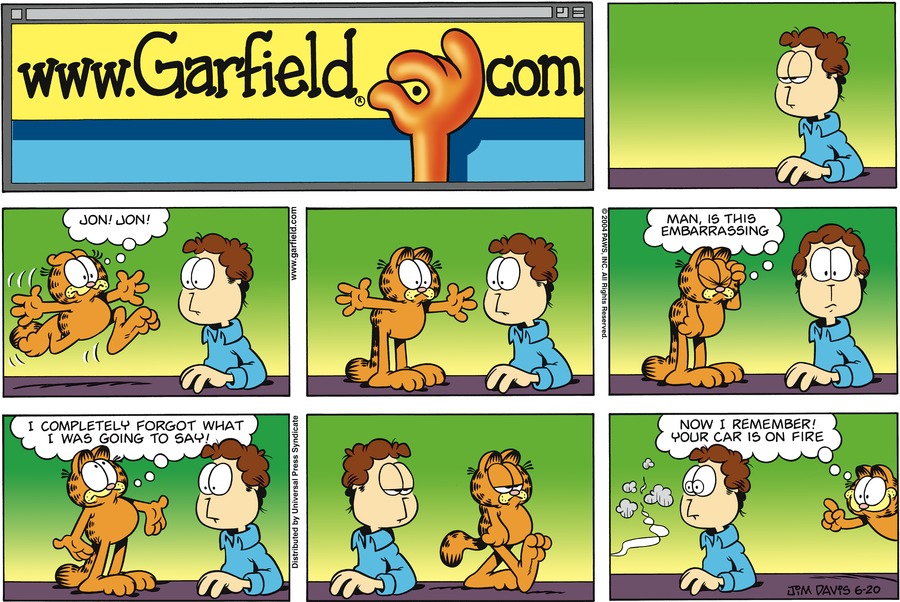 www.Garfield® com
JON! JON!
www.garfield.com
© 2004 PAWS, INC. All Rights Reserved.
MAN, IS THIS
EMBARRASSING
I COMPLETELY FORGOT WHAT
I WAS GOING TO SAY!
Distributed by Universal Press Syndicate
NOW I REMEMBER!
YOUR CAR IS ON FIRE
JIM DAVIS 6-20